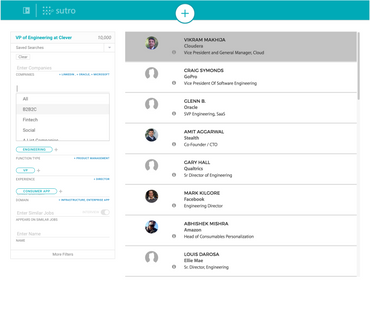 sutro
VP of Engineering at Clever 10,000
Saved Searches
Clear
Enter Companies
COMPANIES + LINKEDIN, + ORACLE, + MICROSOFT
All
B2B2C
Fintech
Social
ENGINEERING
FUNCTION TYPE + PRODUCT MANAGEMENT
VP
EXPERIENCE + DIRECTOR
CONSUMER APP
DOMAIN + INFRASTRUCTURE, ENTERPRISE APP
Enter Similar Jobs
APPEARS ON SIMILAR JOBS
Enter Name
NAME
More Filters
VIKRAM MAKHIJA
Cloudera
Vice President and General Manager, Cloud
CRAIG SYMONDS
GoPro
Vice President Of Software Engineering
GLENN B.
Oracle
SVP Engineering, SaaS
AMIT AGGARWAL
Stealth
Co-Founder / CTO
GARY HALL
Qualtrics
Sr Director of Engineering
MARK KILGORE
Facebook
Engineering Director
ABHISHEK MISHRA
Amazon
Head of Consumables Personalization
LOUIS DAROSA
Ellie Mae
Sr. Director, Engineering